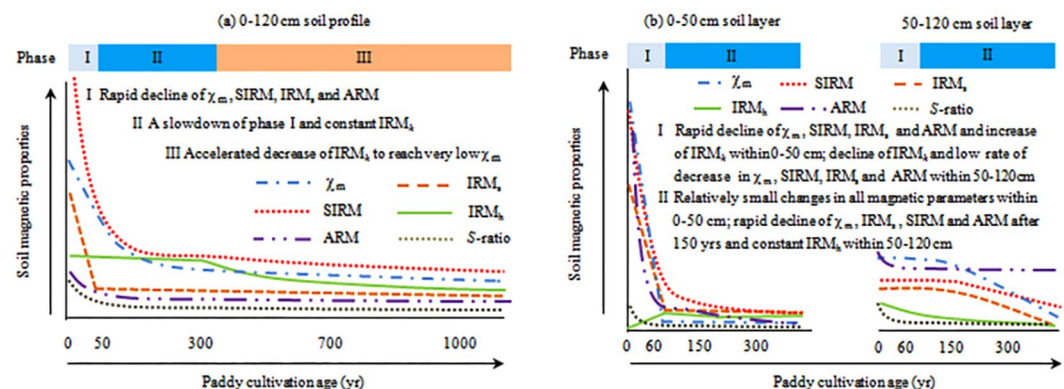 (a) 0-120 cm soil profile
Phase I II III
I Rapid decline of χm, SIRM, IRMs and ARM
II A slowdown of phase I and constant IRMh
III Accelerated decrease of IRMh to reach very low χm
χm IRMs
SIRM IRMh
ARM S-ratio
Soil magnetic proporties
0 50 300 700 1000
Paddy cultivation age (yr)
(b) 0-50 cm soil layer 50-120 cm soil layer
Phase I II I II
χm SIRM IRMs
IRMh ARM S-ratio
I Rapid decline of χm, SIRM, IRMs and ARM and increase
of IRMh within 0-50 cm; decline of IRMh and low rate of
decrease in χm, SIRM, IRMs and ARM within 50-120cm
II Relatively small changes in all magnetic parameters within
0-50 cm; rapid decline of χm, IRMs, SIRM and ARM after
150 yrs and constant IRMh within 50-120 cm
Soil magnetic proportios
0 60 150 300 0 60 150 300
Paddy cultivation age (yr)